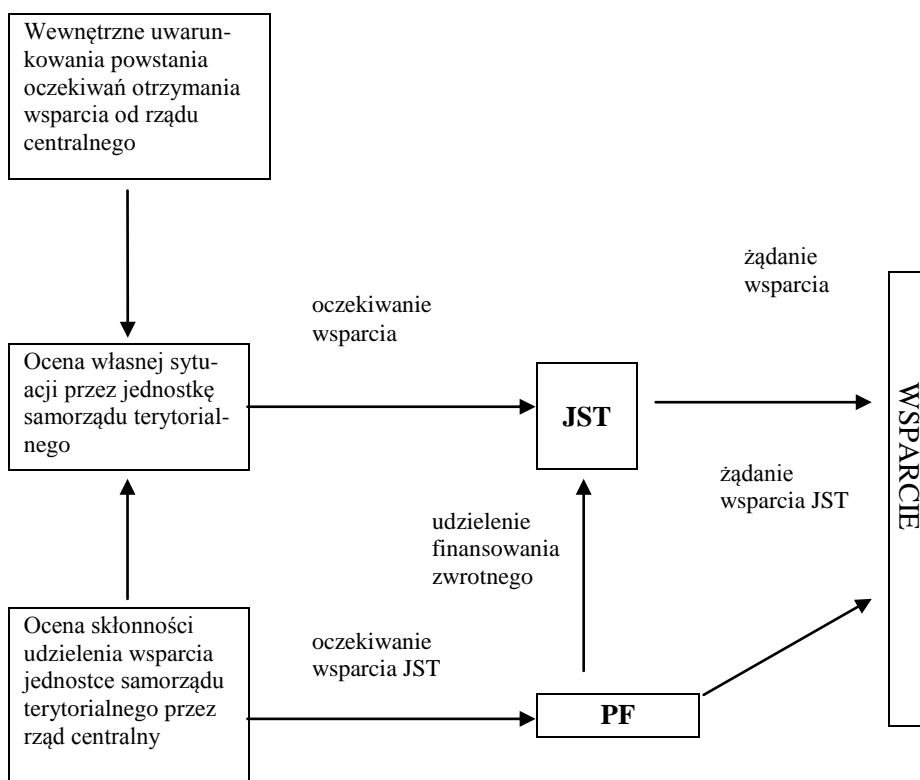 Wewnętrzne uwarun-
kowania powstania
oczekiwań otrzymania
wsparcia od rządu
centralnego
żądanie
wsparcia
oczekiwanie
wsparcia
Ocena własnej sytu-
acji przez jednostkę
samorządu terytorial-
nego
JST
WSPARCIE
żądanie
wsparcia JST
udzielenie
finansowania
zwrotnego
Ocena skłonności
udzielenia wsparcia
jednostce samorządu
terytorialnego przez
rząd centralny
oczekiwanie
wsparcia JST
PF